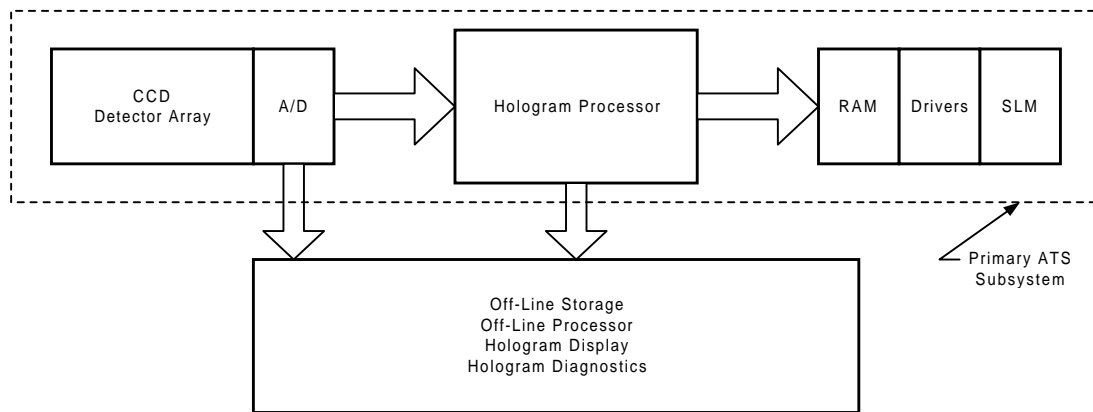 CCD
Detector Array
A/D
Hologram Processor
RAM
Drivers
SLM
Primary ATS
Subsystem
Off-Line Storage
Off-Line Processor
Hologram Display
Hologram Diagnostics